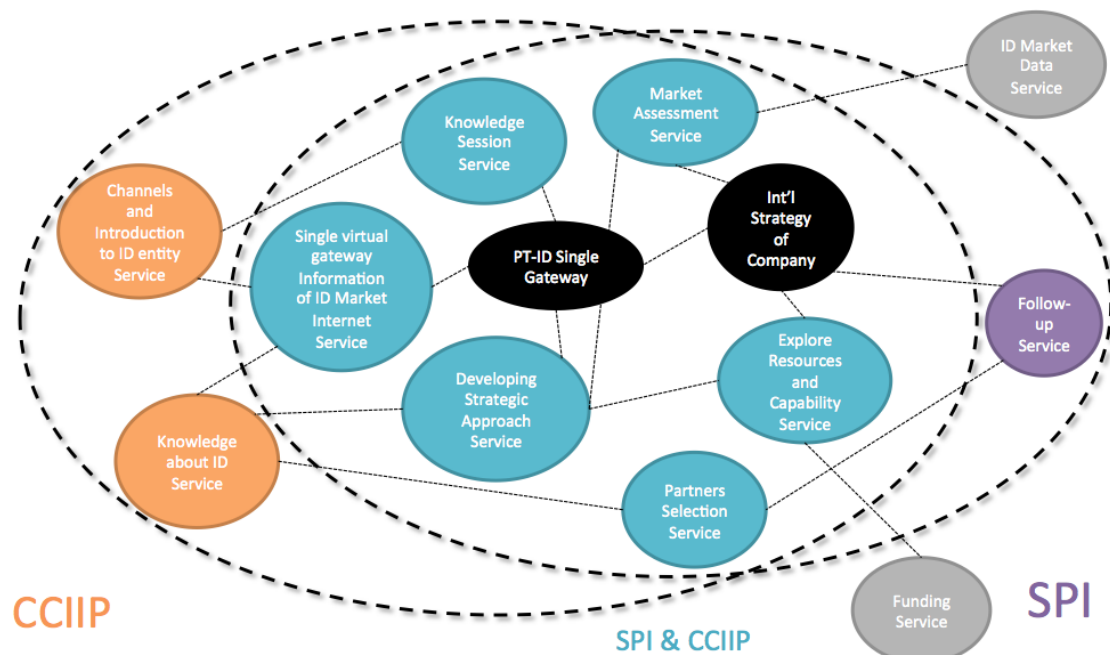 ID Market
Data
Service
Market
Assessment
Service
Knowledge
Session
Service
Channels
and
Introduction
to ID entity
Service
Int'l
Strategy
of
Company
Single virtual
gateway
Information
of ID Market
Internet
Service
PT-ID Single
Gateway
Follow-
up
Service
Explore
Resources
and
Capability
Service
Developing
Strategic
Approach
Service
Knowledge
about ID
Service
Partners
Selection
Service
Funding
Service
CCIIP
SPI & CCIIP
SPI